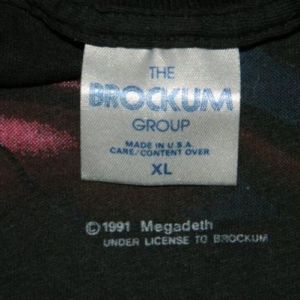 THE
BROCKUM
GROUP
MADE IN U.S.A.
CARE/CONTENT OVER
XL
©1991 Megadeth
UNDER LICENSE TO BROCKUM